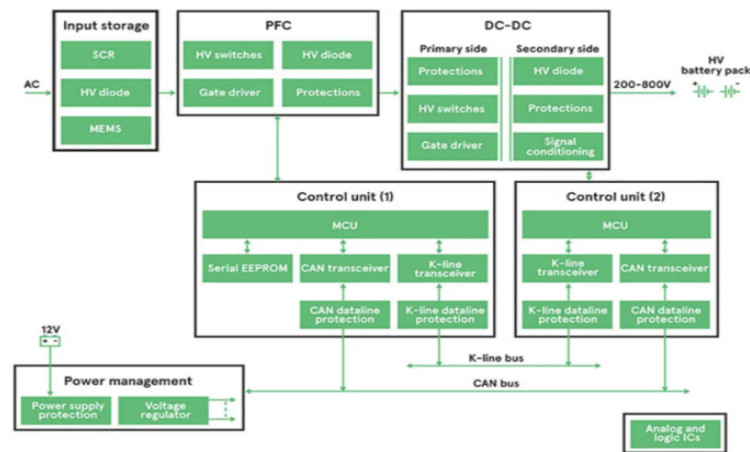 Input storage
SCR
HV diode
MEMS
AC
PFC
HV switches
HV diode
Gate driver
Protections
DC-DC
Primary side
Secondary side
Protections
HV diode
HV switches
Protections
Gate driver
Signal
conditioning
200-800V
HV
battery pack
+
-
Control unit (1)
MCU
Serial EEPROM
CAN transceiver
K-line
transceiver
CAN dataline
protection
K-line dataline
protection
Control unit (2)
MCU
K-line
transceiver
CAN transceiver
K-line dataline
protection
CAN dataline
protection
K-line bus
CAN bus
12V
Power management
Power supply
protection
Voltage
regulator
Analog and
logic ICs